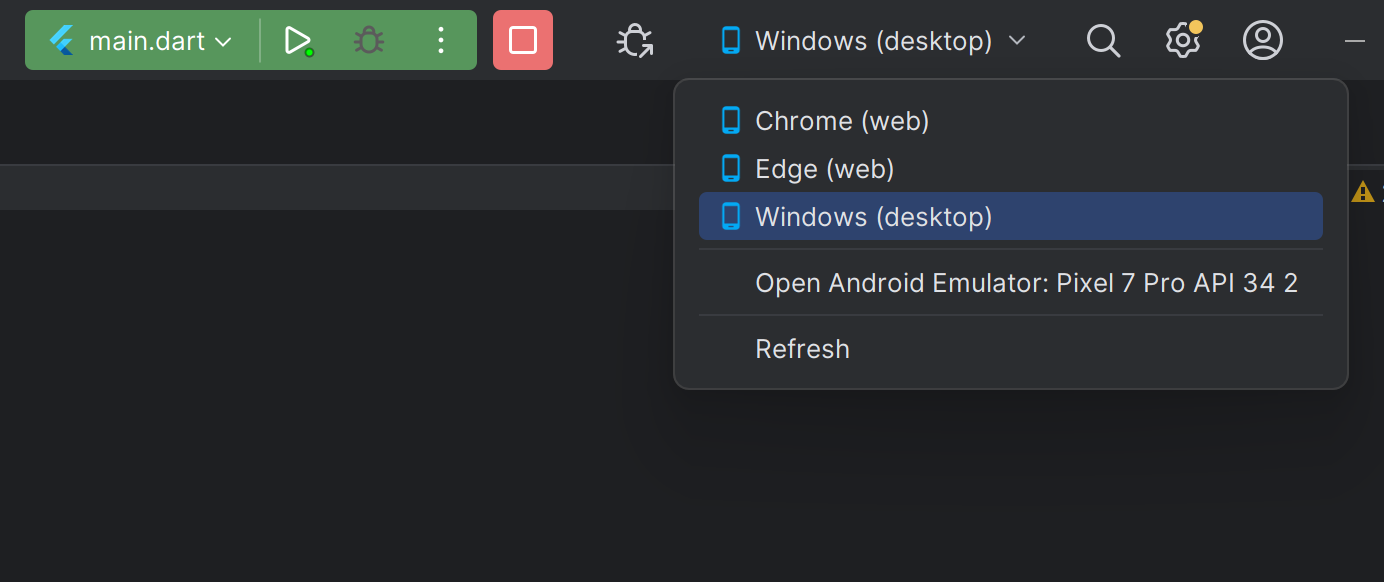 main.dart
Windows (desktop)
Chrome (web)
Edge (web)
Windows (desktop)
Open Android Emulator: Pixel 7 Pro API 34 2
Refresh